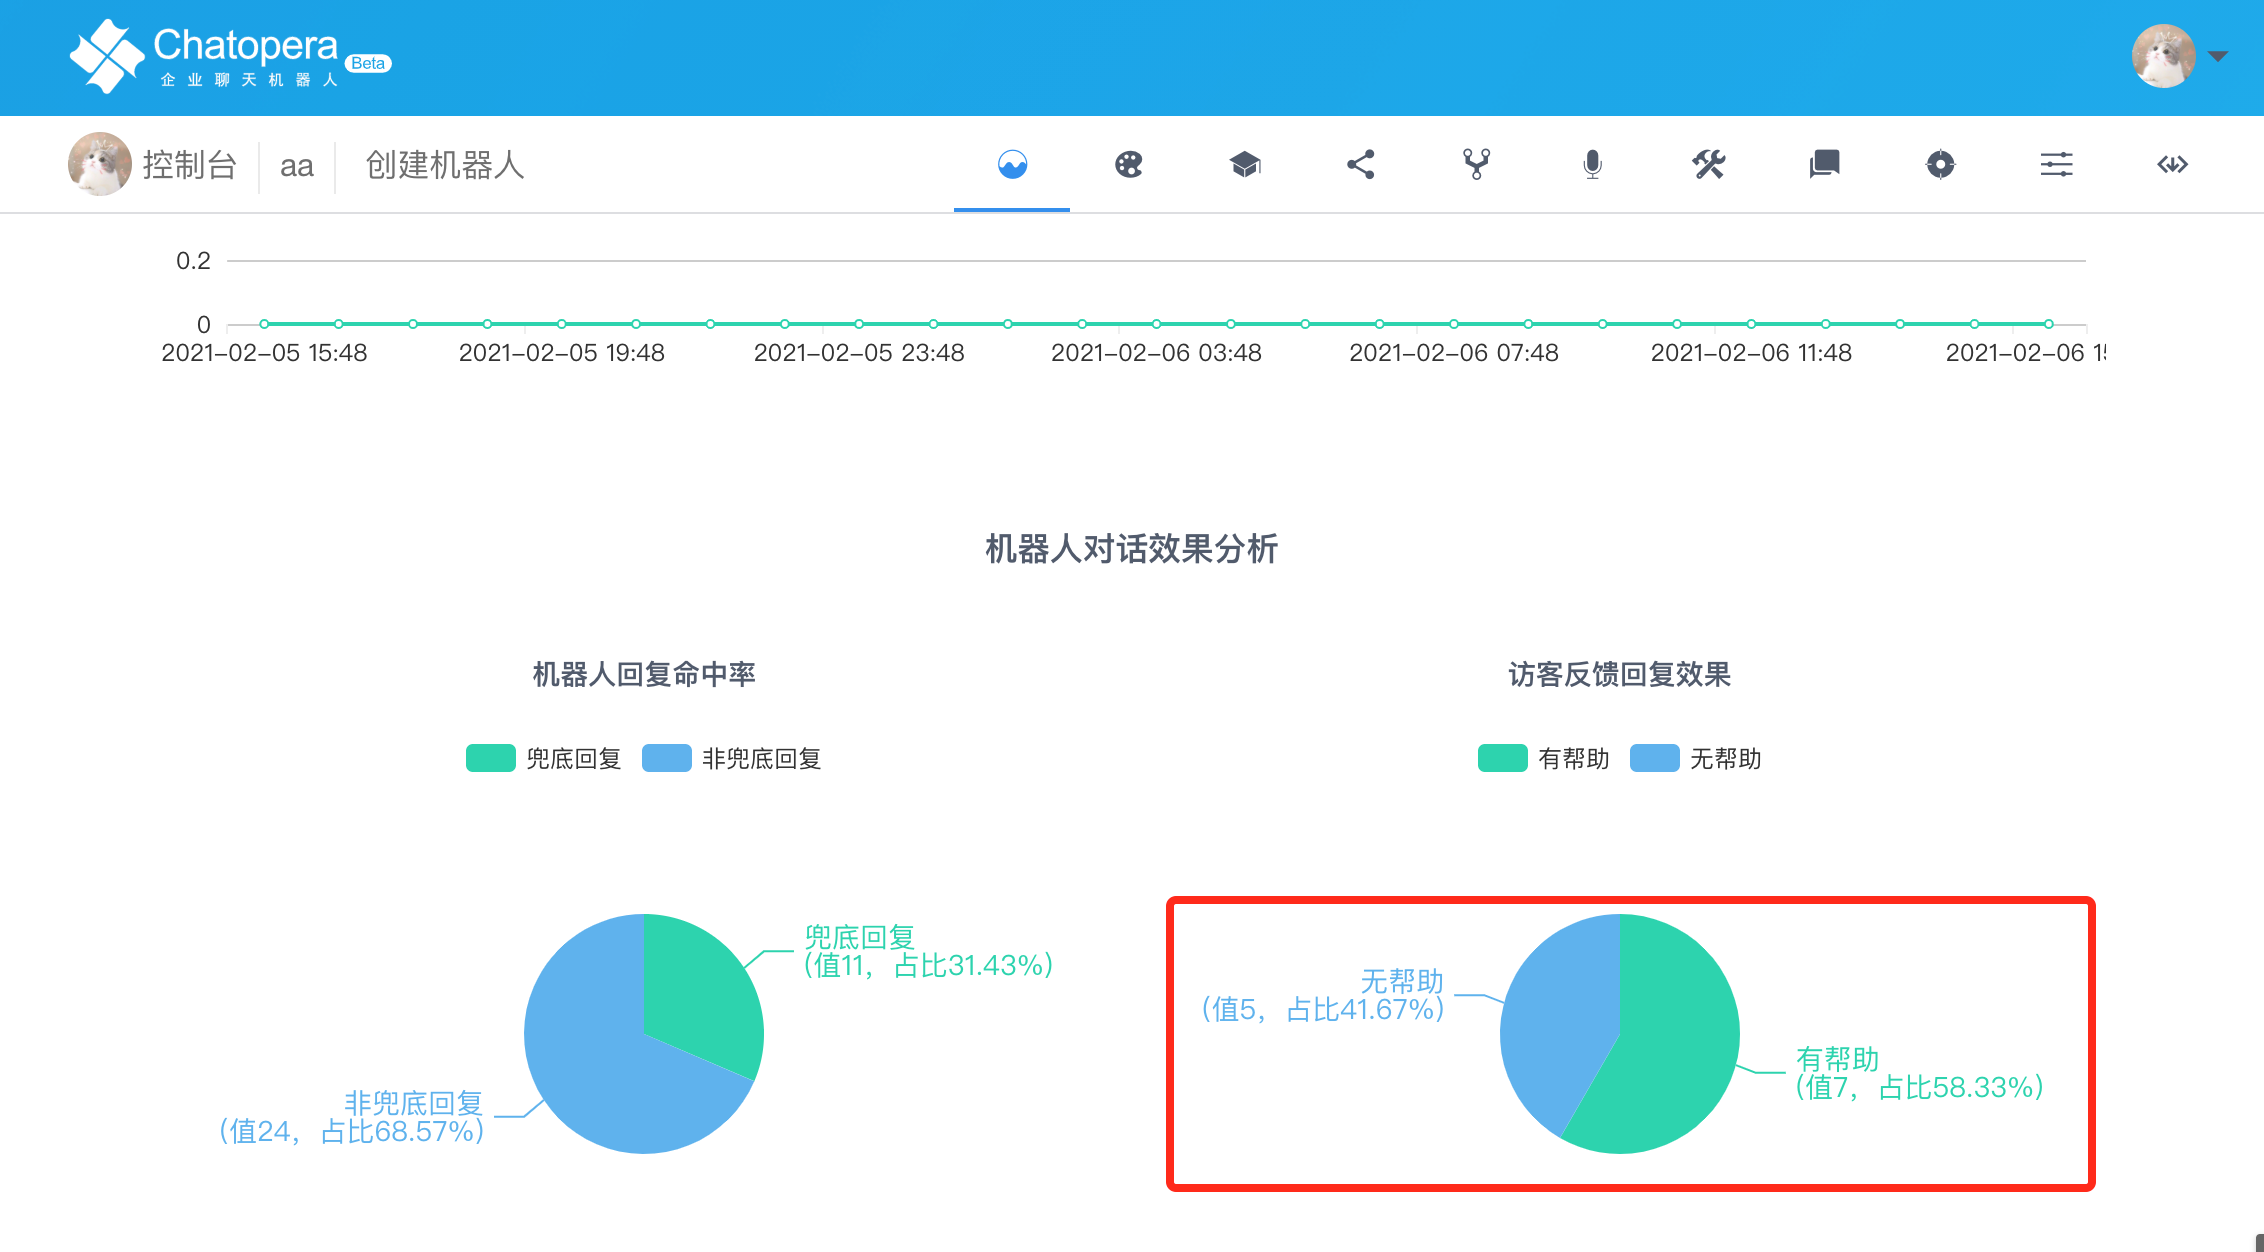 Chatopera
企业聊天机器人
Beta
控制台
aa
创建机器人
0.2
0
2021-02-05 15:48
2021-02-05 19:48
2021-02-05 23:48
2021-02-06 03:48
2021-02-06 07:48
2021-02-06 11:48
2021-02-06
机器人对话效果分析
机器人回复命中率
兜底回复
非兜底回复
兜底回复
(值11，占比31.43%)
非兜底回复
(值24，占比68.57%)
访客反馈回复效果
有帮助
无帮助
无帮助
(值5，占比41.67%)
有帮助
(值7，占比58.33%)